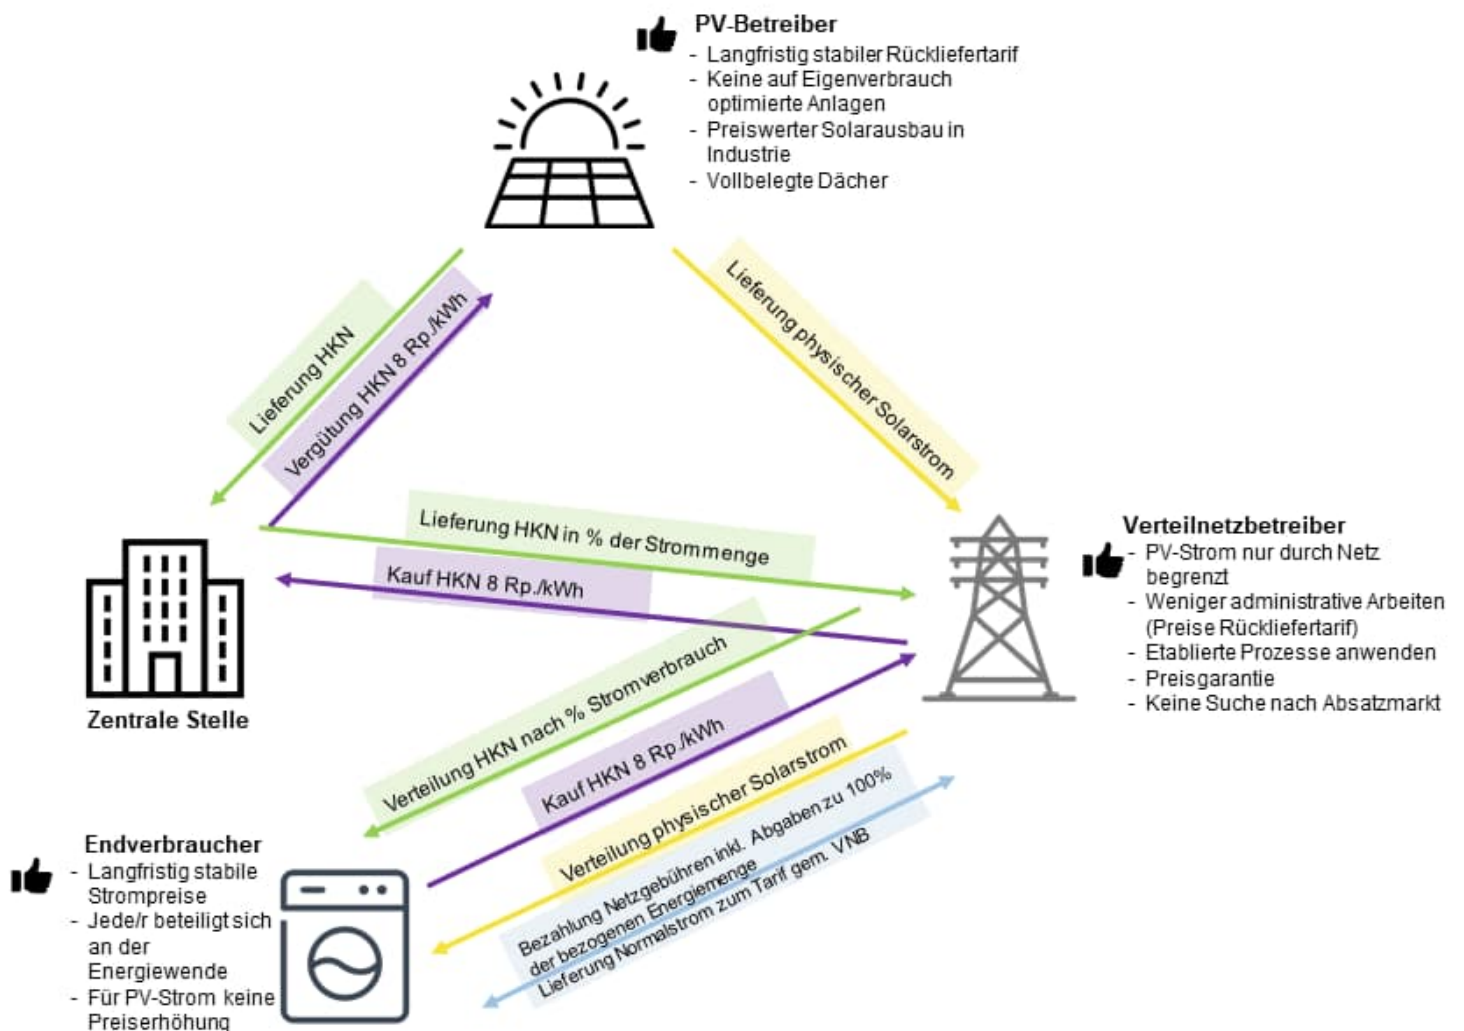 PV-Betreiber
- Langfristig stabiler Rückliefertarif
- Keine auf Eigenverbrauch
optimierte Anlagen
- Preiswerter Solarausbau in
Industrie
- Vollbelegte Dächer
Lieferung HKN
Vergütung HKN 8 Rp./kWh
Lieferung physischer Solarstrom
Lieferung HKN in % der Strommenge
Kauf HKN 8 Rp./kWh
Zentrale Stelle
Verteilnetzbetreiber
- PV-Strom nur durch Netz
begrenzt
- Weniger administrative Arbeiten
(Preise Rückliefertarif)
- Etablierte Prozesse anwenden
- Preisgarantie
- Keine Suche nach Absatzmarkt
Verteilung HKN nach % Stromverbrauch
Kauf HKN 8 Rp./kWh
Verteilung physischer Solarstrom
Bezahlung Netzgebühren inkl. Abgaben zu 100%
der bezogenen Energiemenge
Lieferung Normalstrom zum Tarif gem. VNB
Endverbraucher
- Langfristig stabile
Strompreise
- Jede/r beteiligt sich
an der
Energiewende
- Für PV-Strom keine
Preiserhöhung